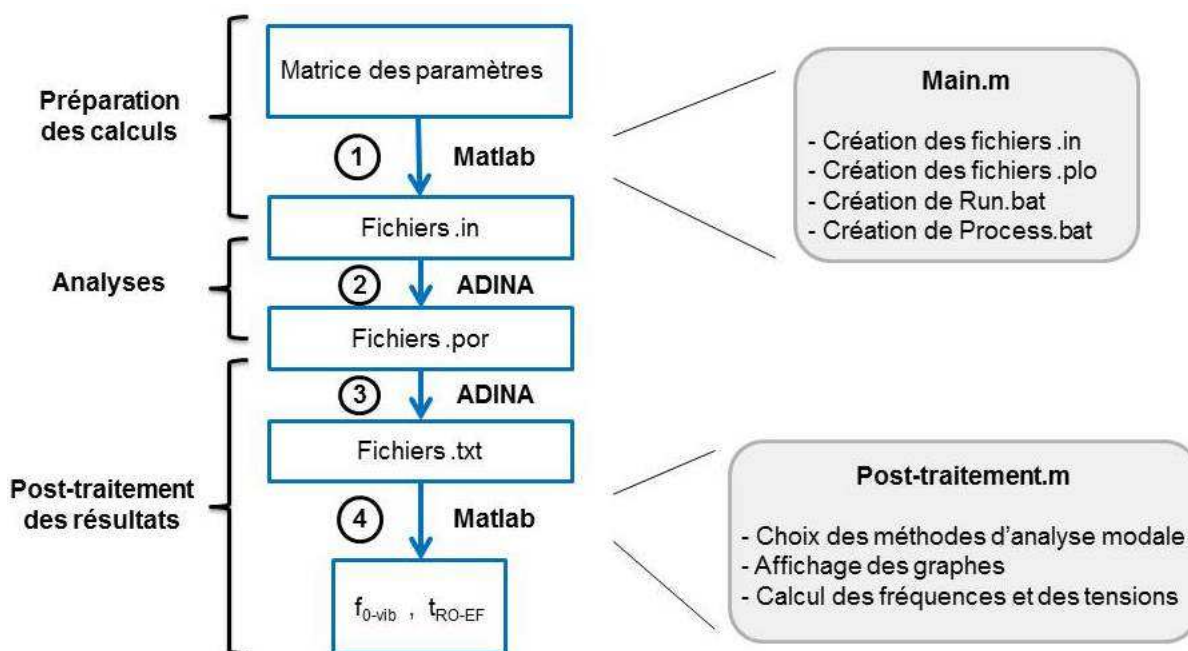 Préparation
des calculs
Matrice des paramètres
1
Matlab
Fichiers .in
Main.m
- Création des fichiers .in
- Création des fichiers .plo
- Création de Run.bat
- Création de Process.bat
Analyses
2
ADINA
Fichiers .por
Post-traitement
des résultats
3
ADINA
Fichiers .txt
4
Matlab
f0-vib , tRO-EF
Post-traitement.m
- Choix des méthodes d'analyse modale
- Affichage des graphes
- Calcul des fréquences et des tensions